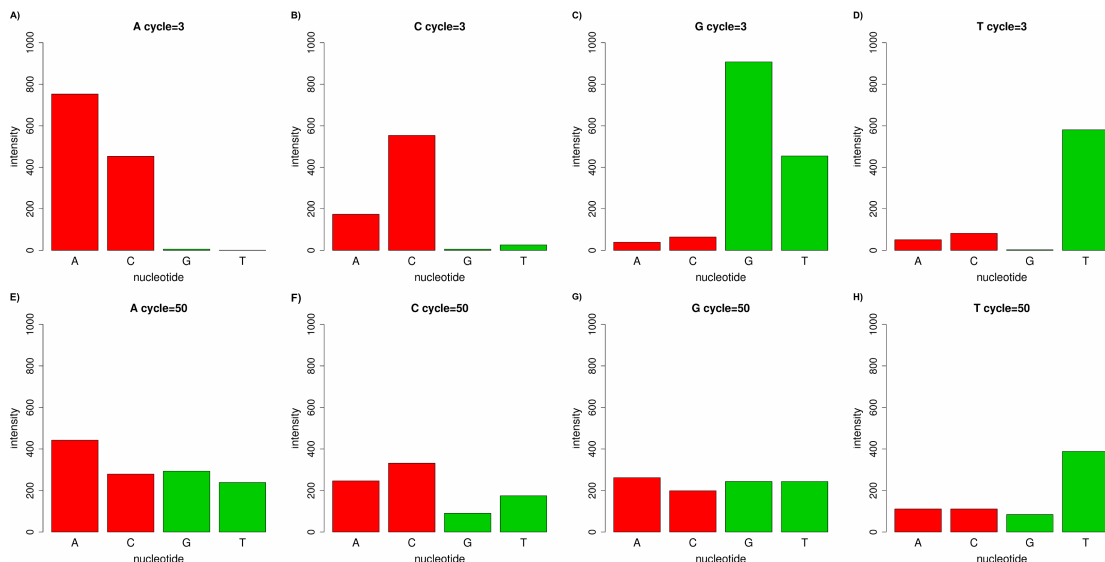 A)
A cycle=3
1000
800
600
400
200
0
intensity
A C G T
nucleotide
B)
C cycle=3
1000
800
600
400
200
0
intensity
A C G T
nucleotide
C)
G cycle=3
1000
800
600
400
200
0
intensity
A C G T
nucleotide
D)
T cycle=3
1000
800
600
400
200
0
intensity
A C G T
nucleotide
E)
A cycle=50
1000
800
600
400
200
0
intensity
A C G T
nucleotide
F)
C cycle=50
1000
800
600
400
200
0
intensity
A C G T
nucleotide
G)
G cycle=50
1000
800
600
400
200
0
intensity
A C G T
nucleotide
H)
T cycle=50
1000
800
600
400
200
0
intensity
A C G T
nucleotide